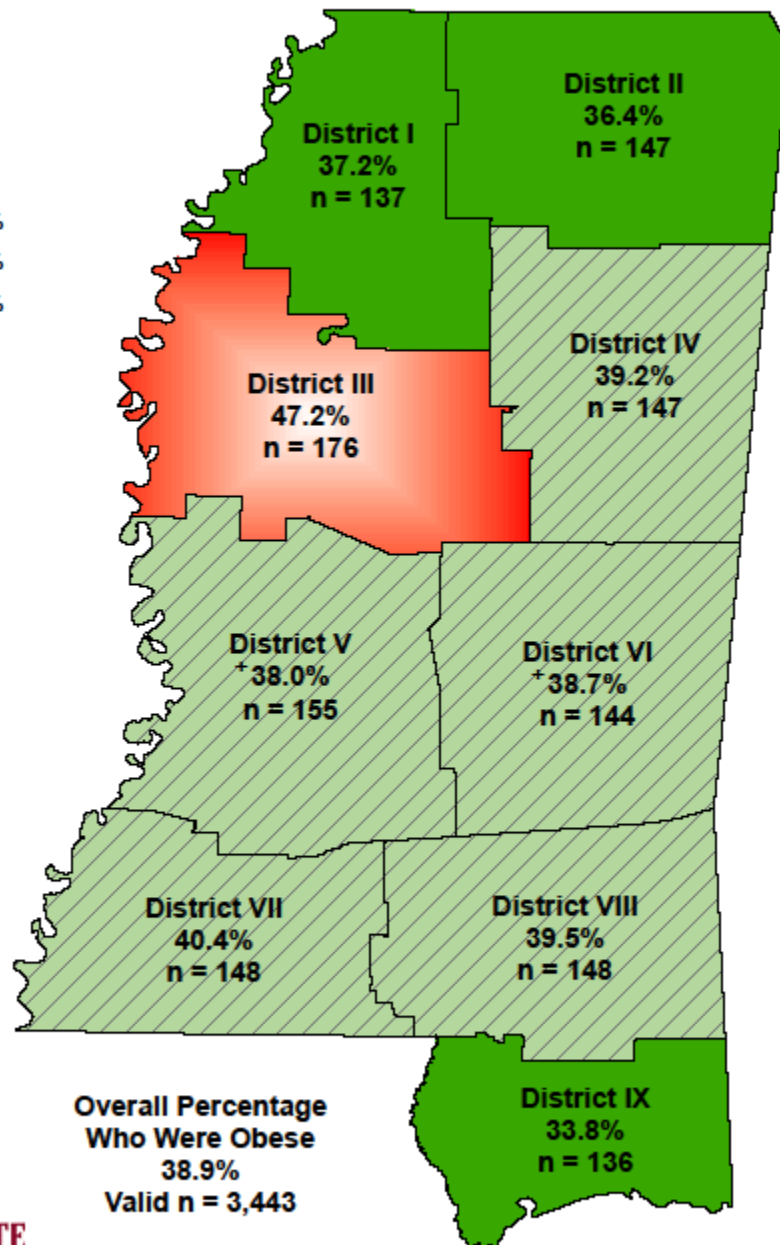 District II
36.4%
n = 147
District I
37.2%
n = 137
%
%
%
District IV
39.2%
n = 147
District III
47.2%
n = 176
District V
+38.0%
n = 155
District VI
+38.7%
n = 144
District VII
40.4%
n = 148
District VIII
39.5%
n = 148
District IX
33.8%
n = 136
Overall Percentage
Who Were Obese
38.9%
Valid n = 3,443
TE